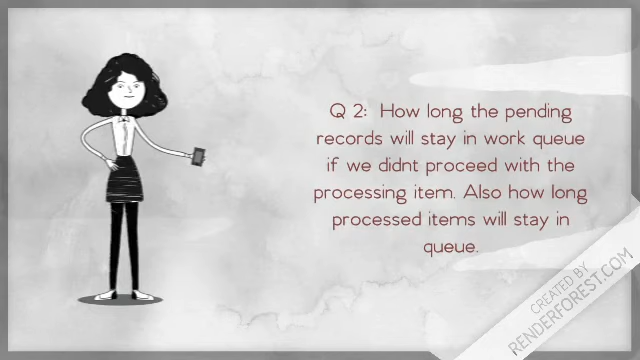 Q 2: How long the pending
records will stay in work queue
if we didnt proceed with the
processing item. Also how long
processed items will stay in
queue.
CREATED BY
RENDERFOREST.COM